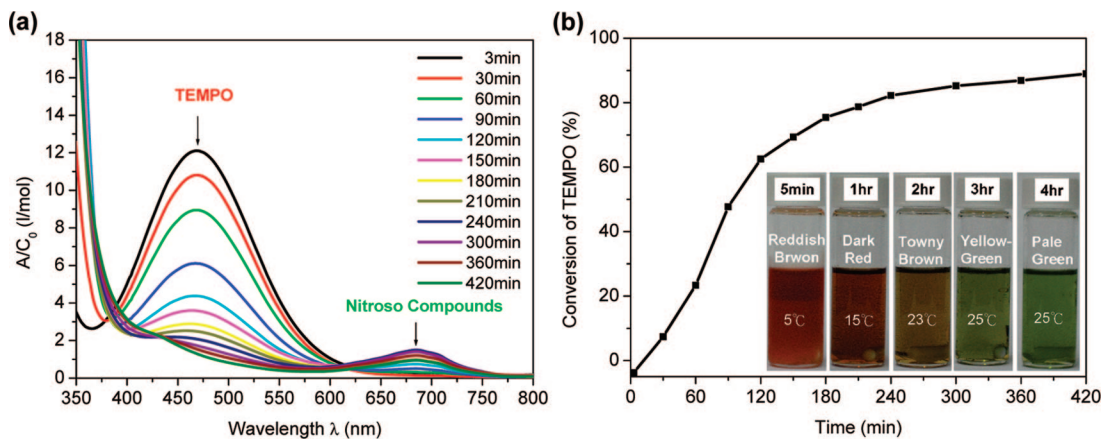 (a)
18
16
14
12
10
8
6
4
2
0
A/C0 (l/mol)
350 400 450 500 550 600 650 700 750 800
Wavelength λ (nm)
TEMPO
Nitroso Compounds
3min
30min
60min
90min
120min
150min
180min
210min
240min
300min
360min
420min
(b)
100
80
60
40
20
0
Conversion of TEMPO (%)
0 60 120 180 240 300 360 420
Time (min)
5min 1hr 2hr 3hr 4hr
Reddish Dark Towny Yellow- Pale
Brwon Red Brown Green Green
5℃ 15℃ 23℃ 25℃ 25℃